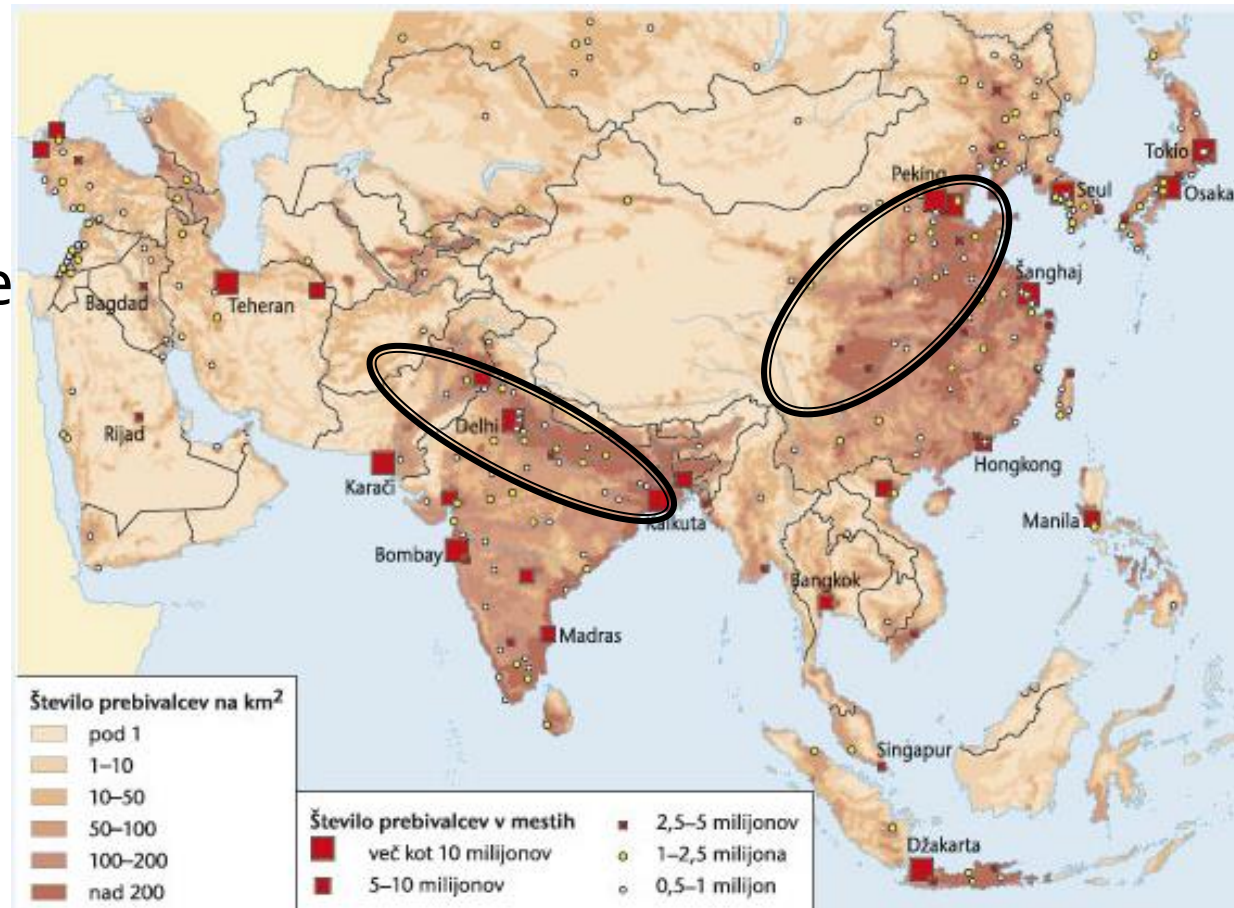 e
Peking
Tokio
Seul
Osaka
Šanghaj
Bagdad
Teheran
Rijad
Delhi
Karači
Kalkuta
Hongkong
Manila
Bombay
Bangkok
Madras
Singapur
Džakarta
Število prebivalcev na km²
pod 1
1–10
10–50
50–100
100–200
nad 200
Število prebivalcev v mestih
več kot 10 milijonov
5–10 milijonov
2,5–5 milijonov
1–2,5 milijona
0,5–1 milijon